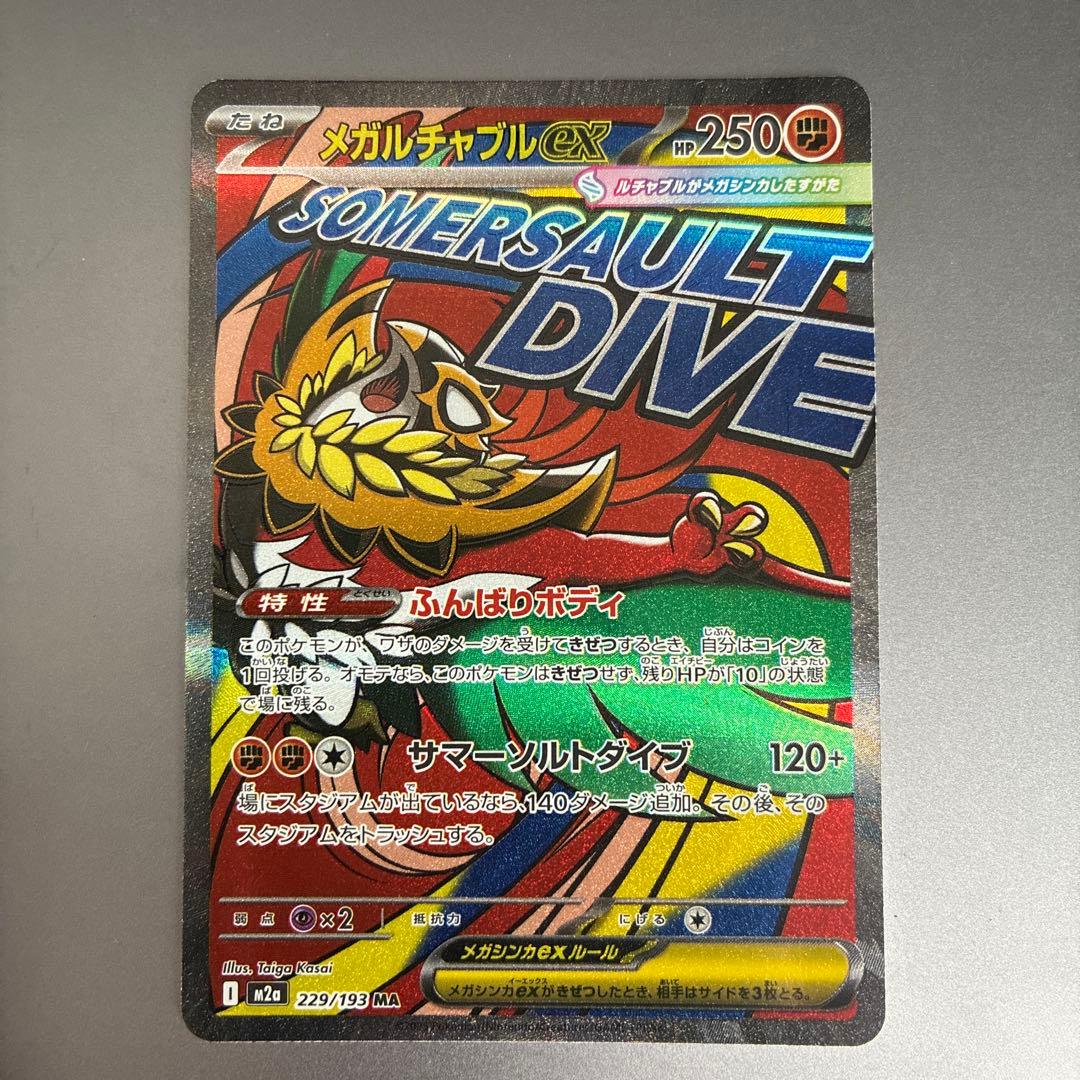 たね メガルチャブルex HP250
ルチャブルがメガシンカしたすがた
SOMERSAULT
DIVE
特性 とくせい ふんばりボディ
このポケモンが、ワザのダメージを受けてきぜつするとき、自分はコインを
1回投げる。オモテなら、このポケモンはきぜつせず、残りHPが「10」の状態
で場に残る。
サマーソルトダイブ 120+
場にスタジアムが出ているなら、140ダメージ追加。その後、その
スタジアムをトラッシュする。
弱点 ×2 抵抗力 にげる
メガシンカexルール
メガシンカexがきぜつしたとき、相手はサイドを3枚とる。
Illus. Taiga Kasai
I m2a 229/193 MA